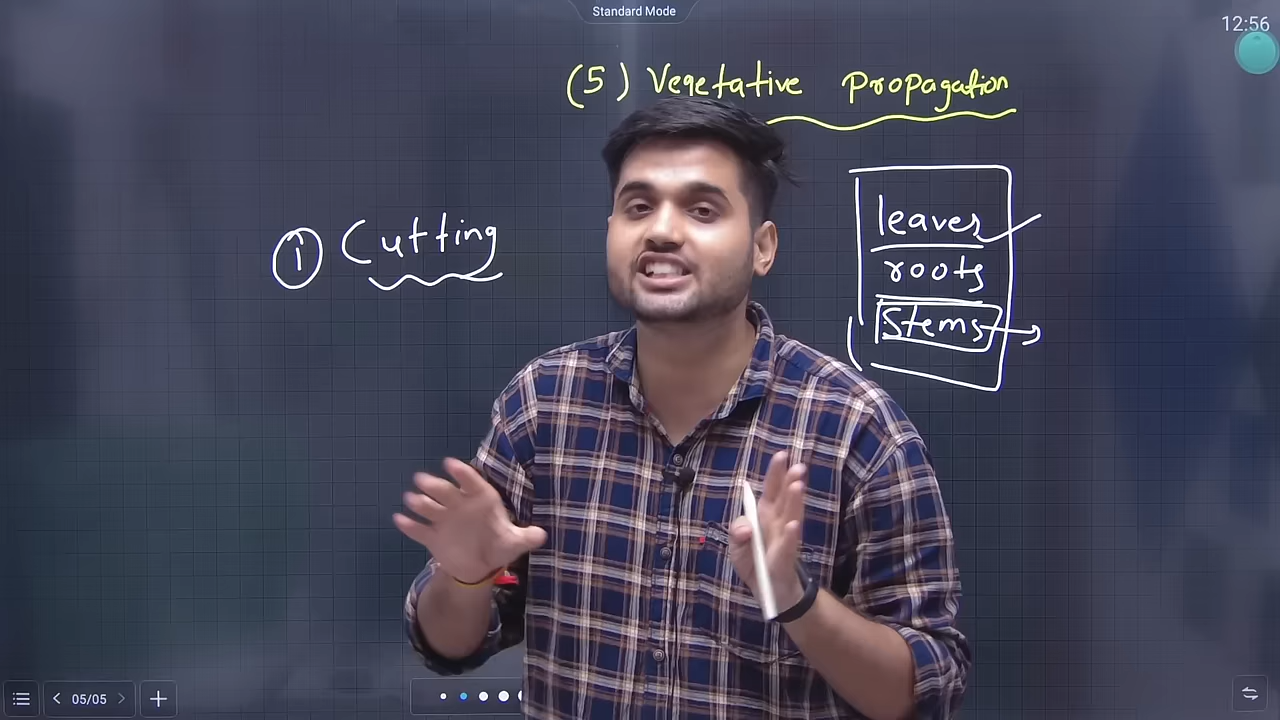 Standard Mode
12:56
(5) Vegetative Propagation
① Cutting
leaves
roots
Stems
05/05